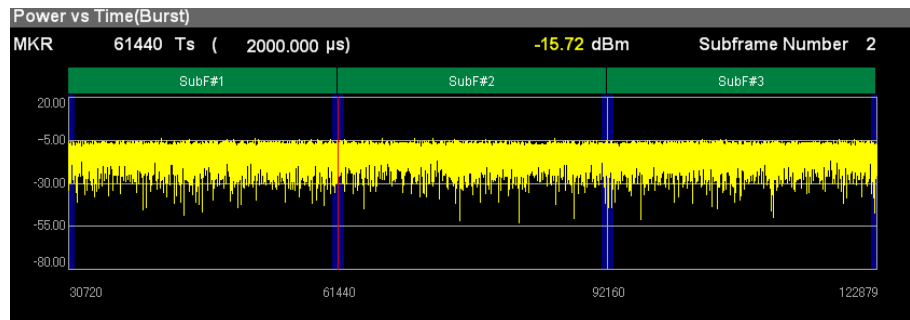 Power vs Time(Burst)
MKR 61440 Ts ( 2000.000 µs) -15.72 dBm Subframe Number 2
SubF#1 SubF#2 SubF#3
20.00
-5.00
-30.00
-55.00
-80.00
30720 61440 92160 122879